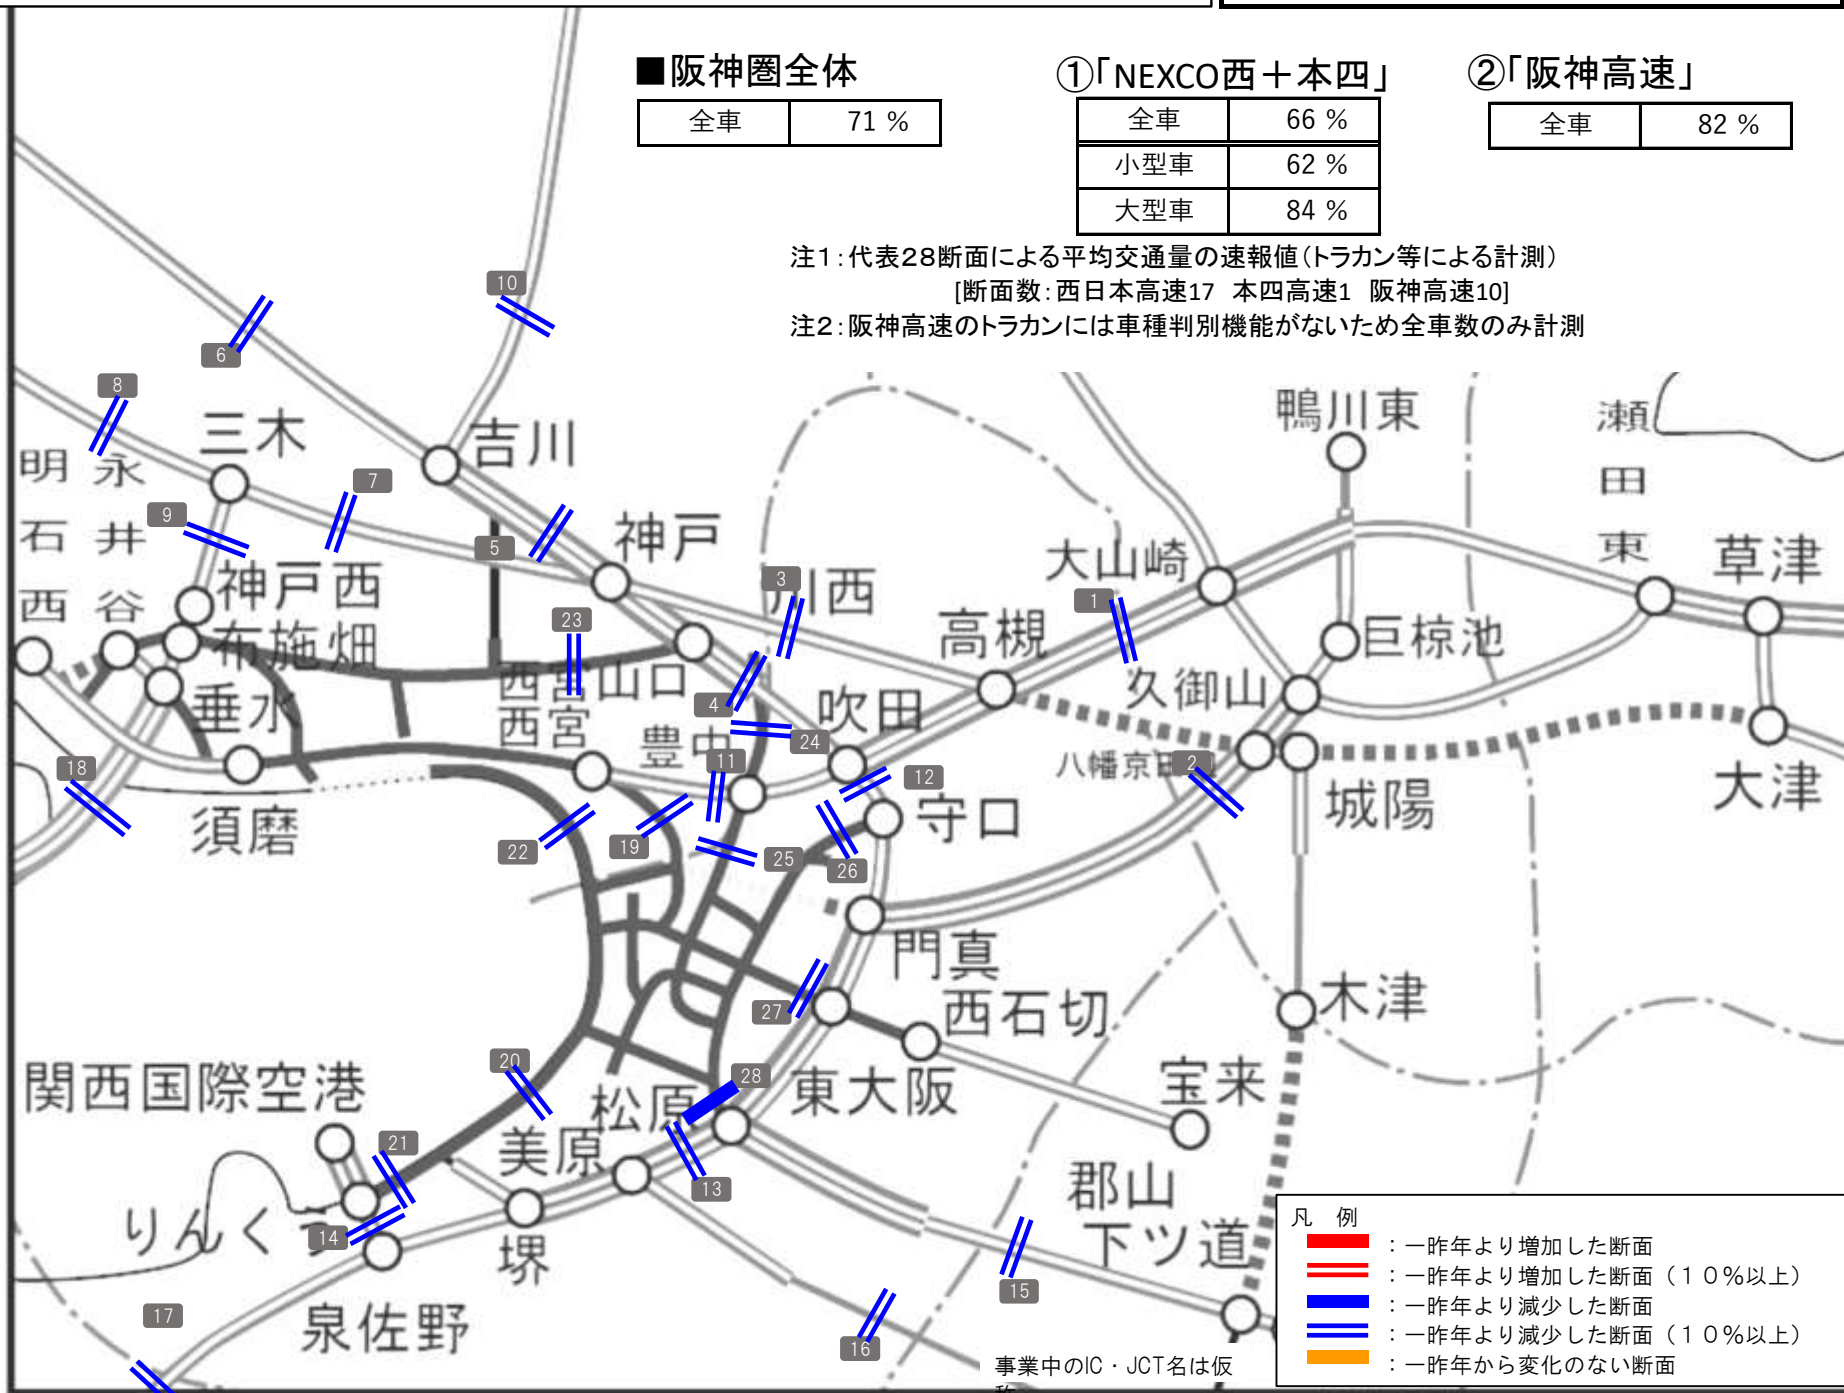 ■阪神圏全体
全車 71 %
①「NEXCO西＋本四」
全車 66 %
小型車 62 %
大型車 84 %
②「阪神高速」
全車 82 %
注１：代表２８断面による平均交通量の速報値（トラカン等による計測）
[断面数：西日本高速17 本四高速1 阪神高速10]
注２：阪神高速のトラカンには車種判別機能がないため全車数のみ計測
10
6
8
三木
吉川
鴨川東
瀬田東
明石西
永井谷
7
9
5
神戸
3
川西
大山崎
1
草津
神戸西
布施畑
23
高槻
巨椋池
西宮山口
西宮
4
24
吹田
久御山
垂水
豊中
11
12
八幡京田
2
18
須磨
22
19
25
26
守口
城陽
大津
門真
27
西石切
木津
関西国際空港
20
松原
28
東大阪
宝来
21
美原
13
郡山
下ツ道
りんくう
14
堺
15
17
泉佐野
16
事業中のIC・JCT名は仮
称
凡 例
：一昨年より増加した断面
：一昨年より増加した断面（１０％以上）
：一昨年より減少した断面
：一昨年より減少した断面（１０％以上）
：一昨年から変化のない断面